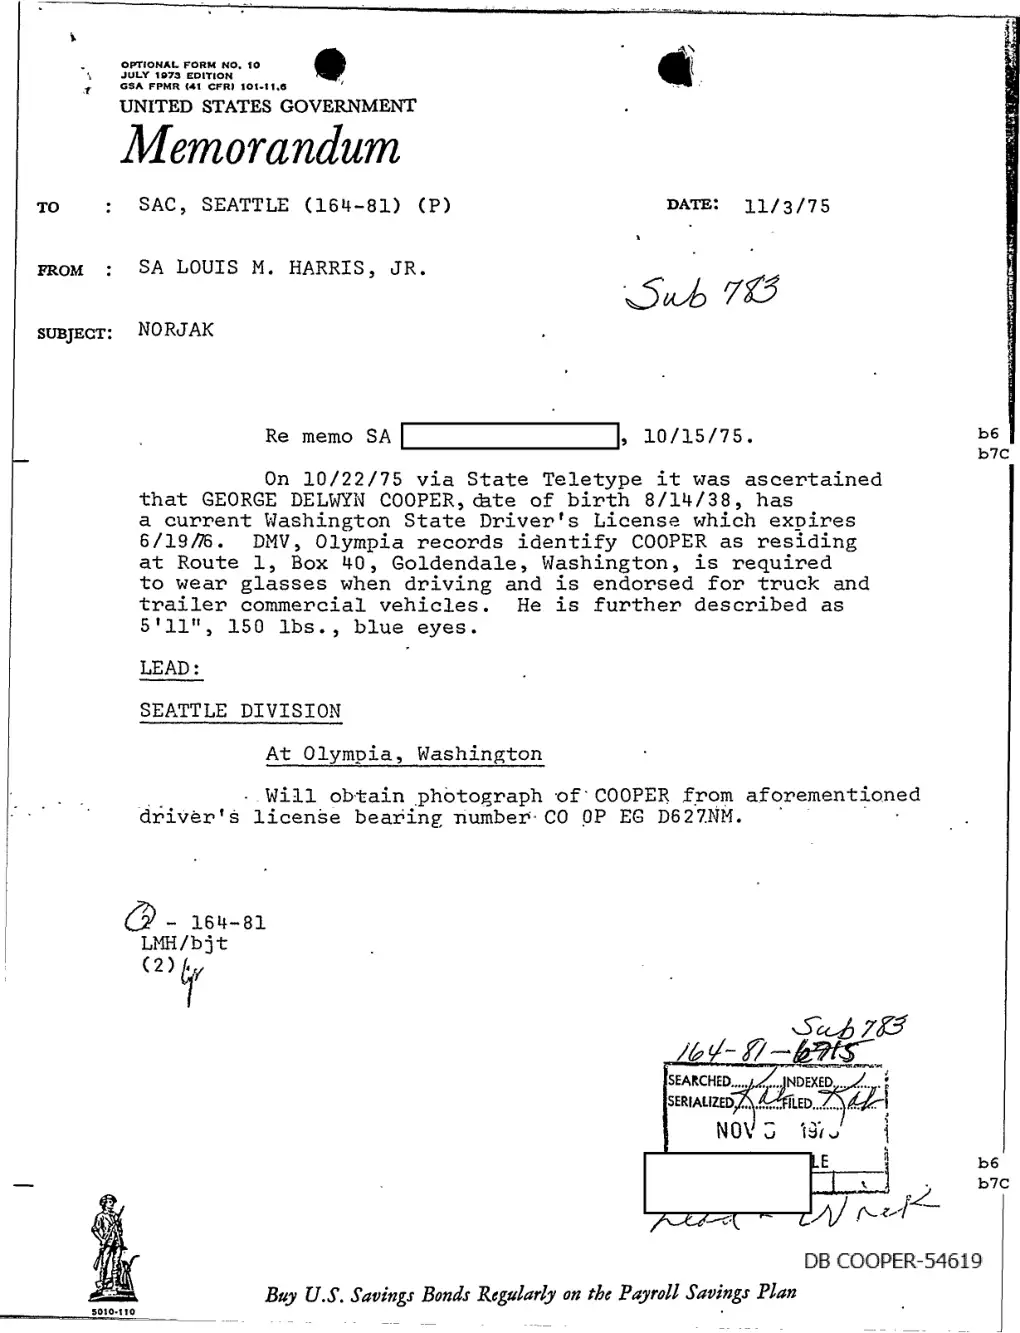 OPTIONAL FORM NO. 10
JULY 1973 EDITION
GSA FPMR (41 CFR) 101-11.6
UNITED STATES GOVERNMENT
Memorandum
TO : SAC, SEATTLE (164-81) (P) DATE: 11/3/75
FROM : SA LOUIS M. HARRIS, JR.
Sub 783
SUBJECT: NORJAK
Re memo SA , 10/15/75. b6
b7C
On 10/22/75 via State Teletype it was ascertained
that GEORGE DELWYN COOPER, date of birth 8/14/38, has
a current Washington State Driver's License which expires
6/19/76. DMV, Olympia records identify COOPER as residing
at Route 1, Box 40, Goldendale, Washington, is required
to wear glasses when driving and is endorsed for truck and
trailer commercial vehicles. He is further described as
5'11", 150 lbs., blue eyes.
LEAD:
SEATTLE DIVISION
At Olympia, Washington
Will obtain photograph of COOPER from aforementioned
driver's license bearing number CO OP EG D627NM.
2 - 164-81
LMH/bjt
(2)
Sub 783
164-81-
SEARCHED INDEXED
SERIALIZED FILED
NOV 197
LE b6
b7C
Lead -
DB COOPER-54619
Buy U.S. Savings Bonds Regularly on the Payroll Savings Plan
5010-110